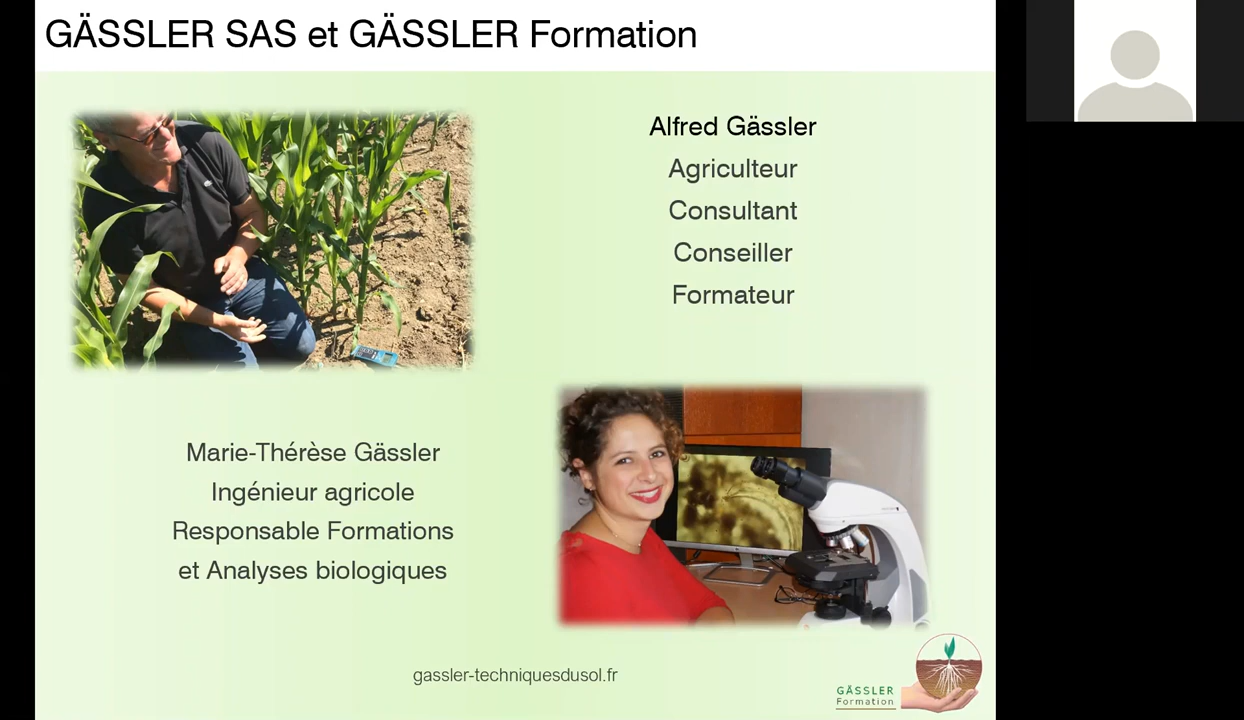 GÄSSLER SAS et GÄSSLER Formation
Alfred Gässler
Agriculteur
Consultant
Conseiller
Formateur
Marie-Thérèse Gässler
Ingénieur agricole
Responsable Formations
et Analyses biologiques
gassler-techniquesdusol.fr
GÄSSLER
Formation